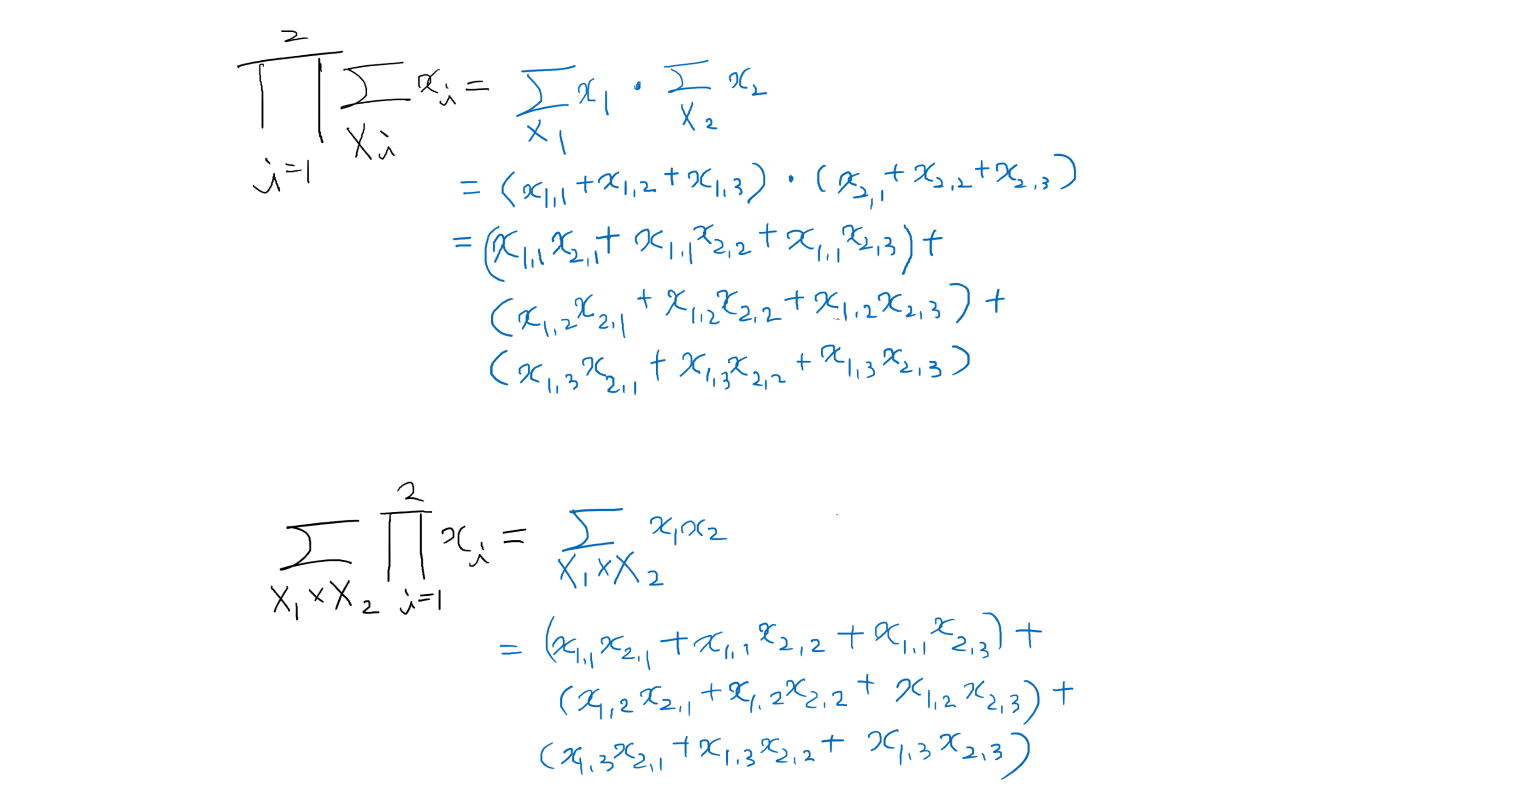 $\prod_{i=1}^{2} \sum_{X_i} x_i = \sum_{X_1} x_1 \cdot \sum_{X_2} x_2$
$= (x_{1,1} + x_{1,2} + x_{1,3}) \cdot (x_{2,1} + x_{2,2} + x_{2,3})$
$= (x_{1,1} x_{2,1} + x_{1,1} x_{2,2} + x_{1,1} x_{2,3}) +$
$(x_{1,2} x_{2,1} + x_{1,2} x_{2,2} + x_{1,2} x_{2,3}) +$
$(x_{1,3} x_{2,1} + x_{1,3} x_{2,2} + x_{1,3} x_{2,3})$
$\sum_{X_1 \times X_2} \prod_{i=1}^{2} x_i = \sum_{X_1 \times X_2} x_1 x_2$
$= (x_{1,1} x_{2,1} + x_{1,1} x_{2,2} + x_{1,1} x_{2,3}) +$
$(x_{1,2} x_{2,1} + x_{1,2} x_{2,2} + x_{1,2} x_{2,3}) +$
$(x_{1,3} x_{2,1} + x_{1,3} x_{2,2} + x_{1,3} x_{2,3})$